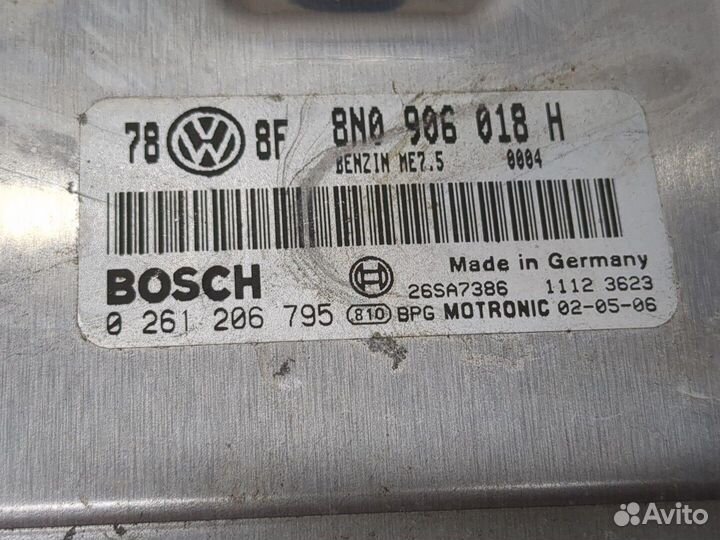 78 VW 8F 8N0 906 018 H
BENZIN ME7.5 0004
Made in Germany
BOSCH 26SA7386 1112 3623
0 261 206 795 810 BPG MOTRONIC 02-05-06
Avito